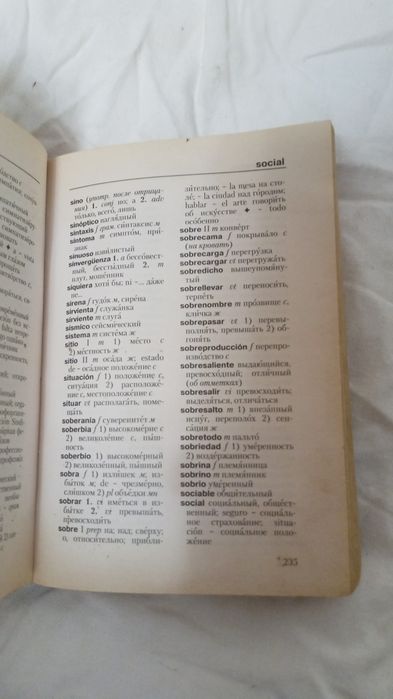 social
sino (употр. после отрица-
ния) 1. conj но; а 2. adv
только, всего, лишь
sinóptico наглядный
sintaxis f грам. синтаксис м
síntoma m симптом, при-
знак
sinuoso извилистый
sinvergüenza 1. a бессовест-
ный, бесстыдный 2. m
плут, мошенник
siquiera хотя бы; ni ~... даже
не...
sirena f гудок м, сирена
sirvienta f служанка
sirviente m слуга
sísmico сейсмический
sistema m система ж
sitio I m 1) место с
2) местность ж
sitio II m осада ж; estado
de ~ осадное положение с
situación f 1) положение с,
ситуация 2) расположе-
ние с, местоположение с
situar vt располагать, поме-
щать
soberanía f суверенитет м
soberbia f 1) высокомерие с
2) великолепие с, пыш-
ность
soberbio 1) высокомерный
2) великолепный, пышный
sobra f 1) излишек м, из-
быток м; de ~ чрезмерно,
слишком 2) pl объедки мн
sobrar 1. vi иметься в из-
бытке 2. vt превышать,
превосходить
sobre I prep на; над; сверху;
о, относительно; прибли-
зительно; ~ la mesa на сто-
ле; ~ la ciudad над городом;
hablar ~ el arte говорить
об искусстве ♦ ~ todo
особенно
sobre II m конверт
sobrecama f покрывало с
(на кровать)
sobrecarga f перегрузка
sobrecargar vt перегружать
sobredicho вышеупомяну-
тый
sobrellevar vt переносить,
терпеть
sobrenombre m прозвище с,
кличка ж
sobrepasar vt 1) перевы-
полнять, превышать 2) об-
гонять
sobreproducción f перепро-
изводство с
sobresaliente выдающийся,
превосходный; отличный
(об отметках)
sobresalir vi превосходить;
выделяться, отличаться
sobresalto m 1) внезапный
испуг, переполох 2) сен-
сация ж
sobretodo m пальто
sobriedad f 1) умеренность
2) воздержанность
sobrina f племянница
sobrino m племянник
sobrio умеренный
sociable общительный
social социальный, общест-
венный; seguro ~ социаль-
ное страхование; situa-
ción ~ социальное поло-
жение
235